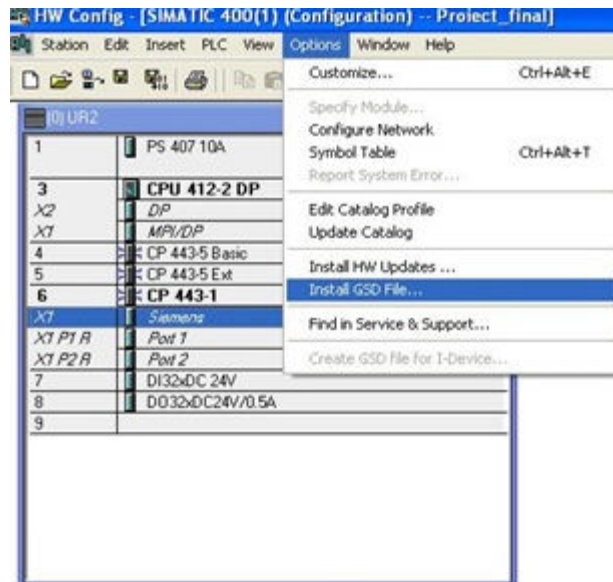 HW Config - [SIMATIC 400(1) (Configuration) -- Project_final]
Station Edit Insert PLC View Options Window Help
Customize... Ctrl+Alt+E
Specify Module...
Configure Network
Symbol Table Ctrl+Alt+T
Report System Error...
Edit Catalog Profile
Update Catalog
Install HW Updates ...
Install GSD File...
Find in Service & Support...
Create GSD file for I-Device...
(0) UR2
1 PS 407 10A
3 CPU 412-2 DP
X2 DP
X1 MPI/DP
4 CP 443-5 Basic
5 CP 443-5 Ext
6 CP 443-1
X1 Siemens
X1 P1 R Port 1
X1 P2 R Port 2
7 DI32xDC 24V
8 DO32xDC24V/0.5A
9